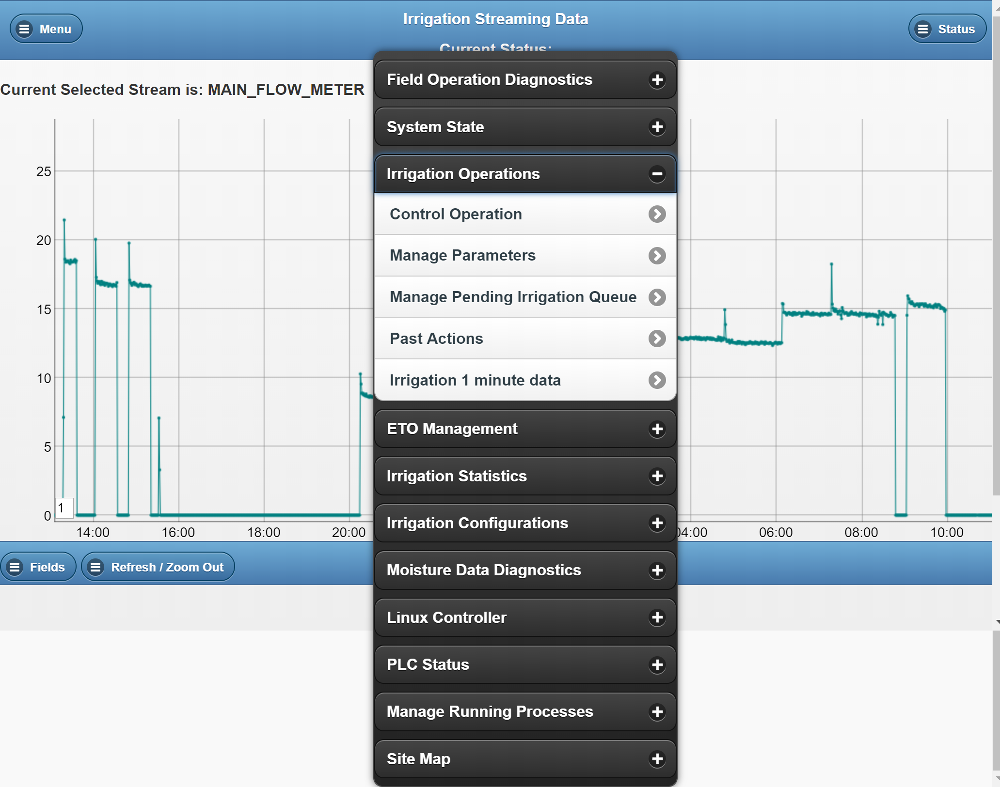 Menu
Irrigation Streaming Data
Status
Current Status:
Current Selected Stream is: MAIN_FLOW_METER
Field Operation Diagnostics
System State
Irrigation Operations
Control Operation
Manage Parameters
Manage Pending Irrigation Queue
Past Actions
Irrigation 1 minute data
ETO Management
Irrigation Statistics
Irrigation Configurations
Moisture Data Diagnostics
Linux Controller
PLC Status
Manage Running Processes
Site Map
25
20
15
10
5
0
1
14:00 16:00 18:00 20:00 04:00 06:00 08:00 10:00
Fields Refresh / Zoom Out